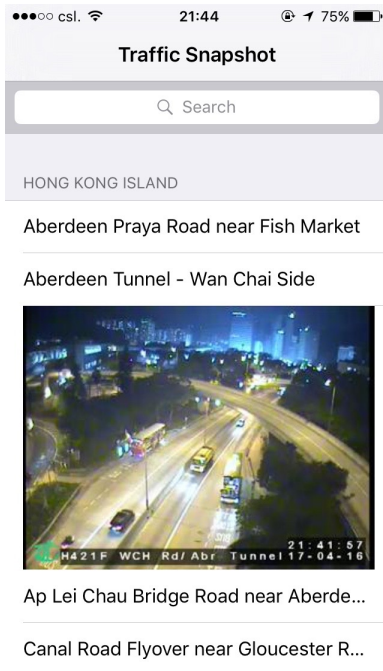 csl. 21:44 75%
Traffic Snapshot
Search
HONG KONG ISLAND
Aberdeen Praya Road near Fish Market
Aberdeen Tunnel - Wan Chai Side
21:41:57
H421F WCH Rd/ Abr Tunnel 17-04-16
Ap Lei Chau Bridge Road near Aberde...
Canal Road Flyover near Gloucester R...